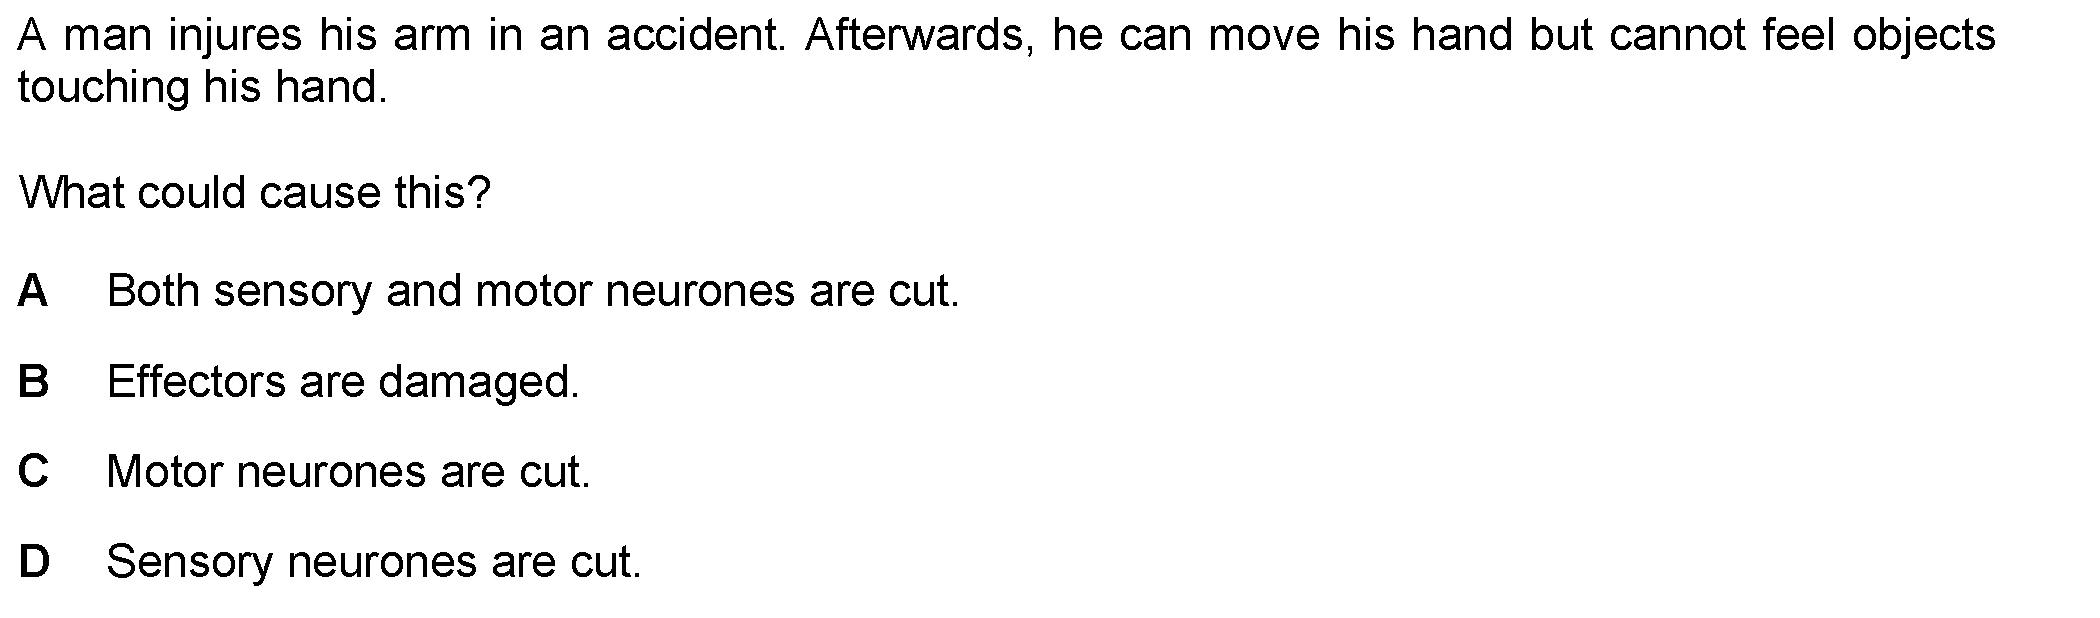 A man injures his arm in an accident. Afterwards, he can move his hand but cannot feel objects
touching his hand.
What could cause this?
A Both sensory and motor neurones are cut.
B Effectors are damaged.
C Motor neurones are cut.
D Sensory neurones are cut.